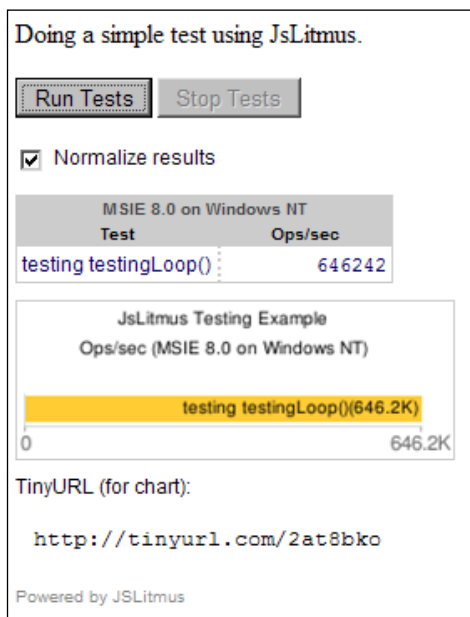 Doing a simple test using JsLitmus.
Run Tests Stop Tests
Normalize results
MSIE 8.0 on Windows NT
Test Ops/sec
testing testingLoop() 646242
JsLitmus Testing Example
Ops/sec (MSIE 8.0 on Windows NT)
testing testingLoop()(646.2K)
0 646.2K
TinyURL (for chart):
http://tinyurl.com/2at8bko
Powered by JSLitmus